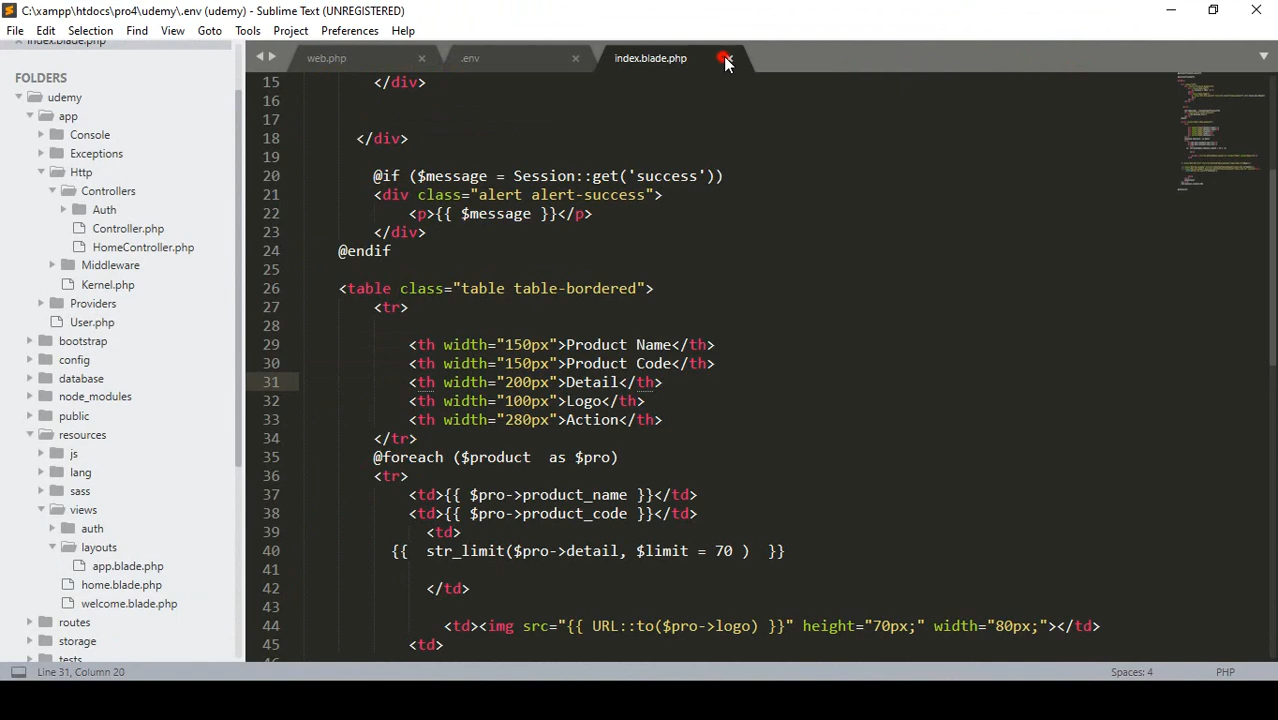 C:\xampp\htdocs\pro4\udemy\.env (udemy) - Sublime Text (UNREGISTERED)
File Edit Selection Find View Goto Tools Project Preferences Help
index.blade.php
web.php
.env
index.blade.php
FOLDERS
udemy
app
Console
Exceptions
Http
Controllers
Auth
Controller.php
HomeController.php
Middleware
Kernel.php
Providers
User.php
bootstrap
config
database
node_modules
public
resources
js
lang
sass
views
auth
layouts
app.blade.php
home.blade.php
welcome.blade.php
routes
storage
tests
15 </div>
16
17
18 </div>
19
20 @if ($message = Session::get('success'))
21 <div class="alert alert-success">
22 <p>{{ $message }}</p>
23 </div>
24 @endif
25
26 <table class="table table-bordered">
27 <tr>
28
29 <th width="150px">Product Name</th>
30 <th width="150px">Product Code</th>
31 <th width="200px">Detail</th>
32 <th width="100px">Logo</th>
33 <th width="280px">Action</th>
34 </tr>
35 @foreach ($product  as $pro)
36 <tr>
37 <td>{{ $pro->product_name }}</td>
38 <td>{{ $pro->product_code }}</td>
39 <td>
40 {{  str_limit($pro->detail, $limit = 70 )  }}
41
42 </td>
43
44 <td><img src="{{ URL::to($pro->logo) }}" height="70px;" width="80px;"></td>
45 <td>
Line 31, Column 20
Spaces: 4
PHP